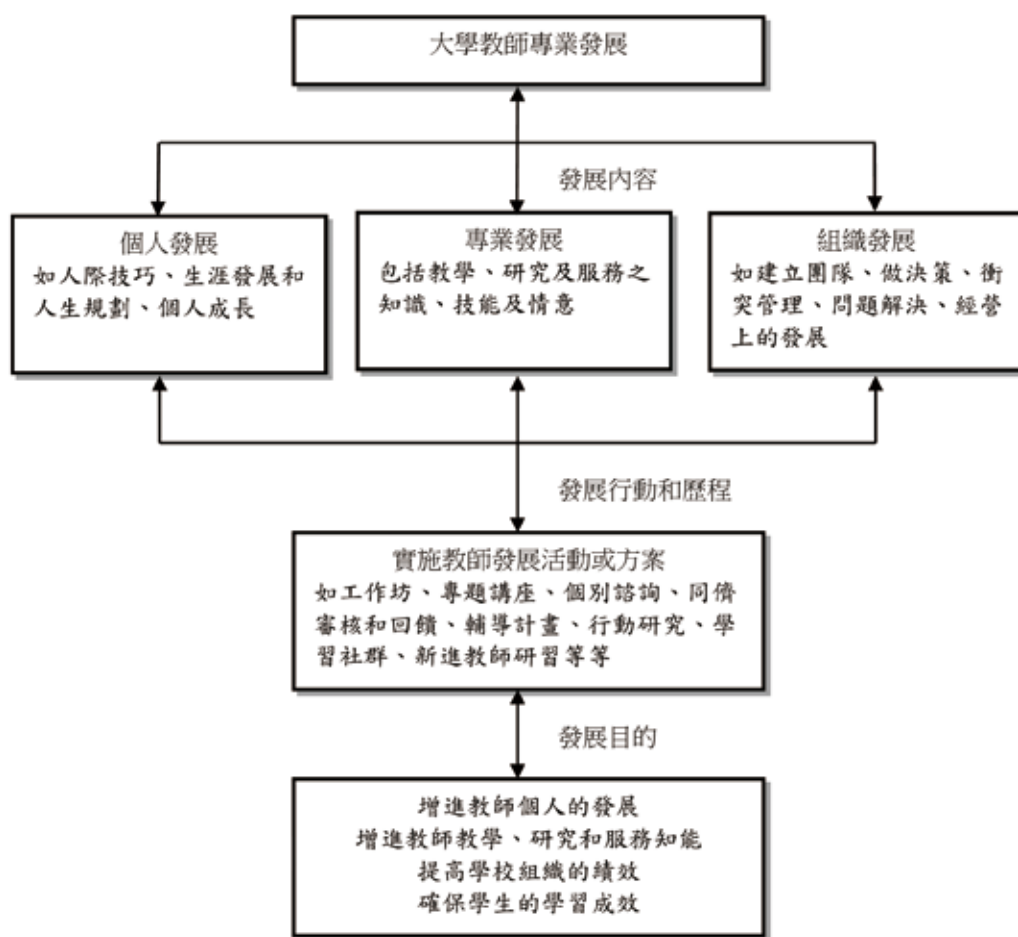 大學教師專業發展
發展內容
個人發展
如人際技巧、生涯發展和
人生規劃、個人成長
專業發展
包括教學、研究及服務之
知識、技能及情意
組織發展
如建立團隊、做決策、衝
突管理、問題解決、經營
上的發展
發展行動和歷程
實施教師發展活動或方案
如工作坊、專題講座、個別諮詢、同儕
審核和回饋、輔導計畫、行動研究、學
習社群、新進教師研習等等
發展目的
增進教師個人的發展
增進教師教學、研究和服務知能
提高學校組織的績效
確保學生的學習成效